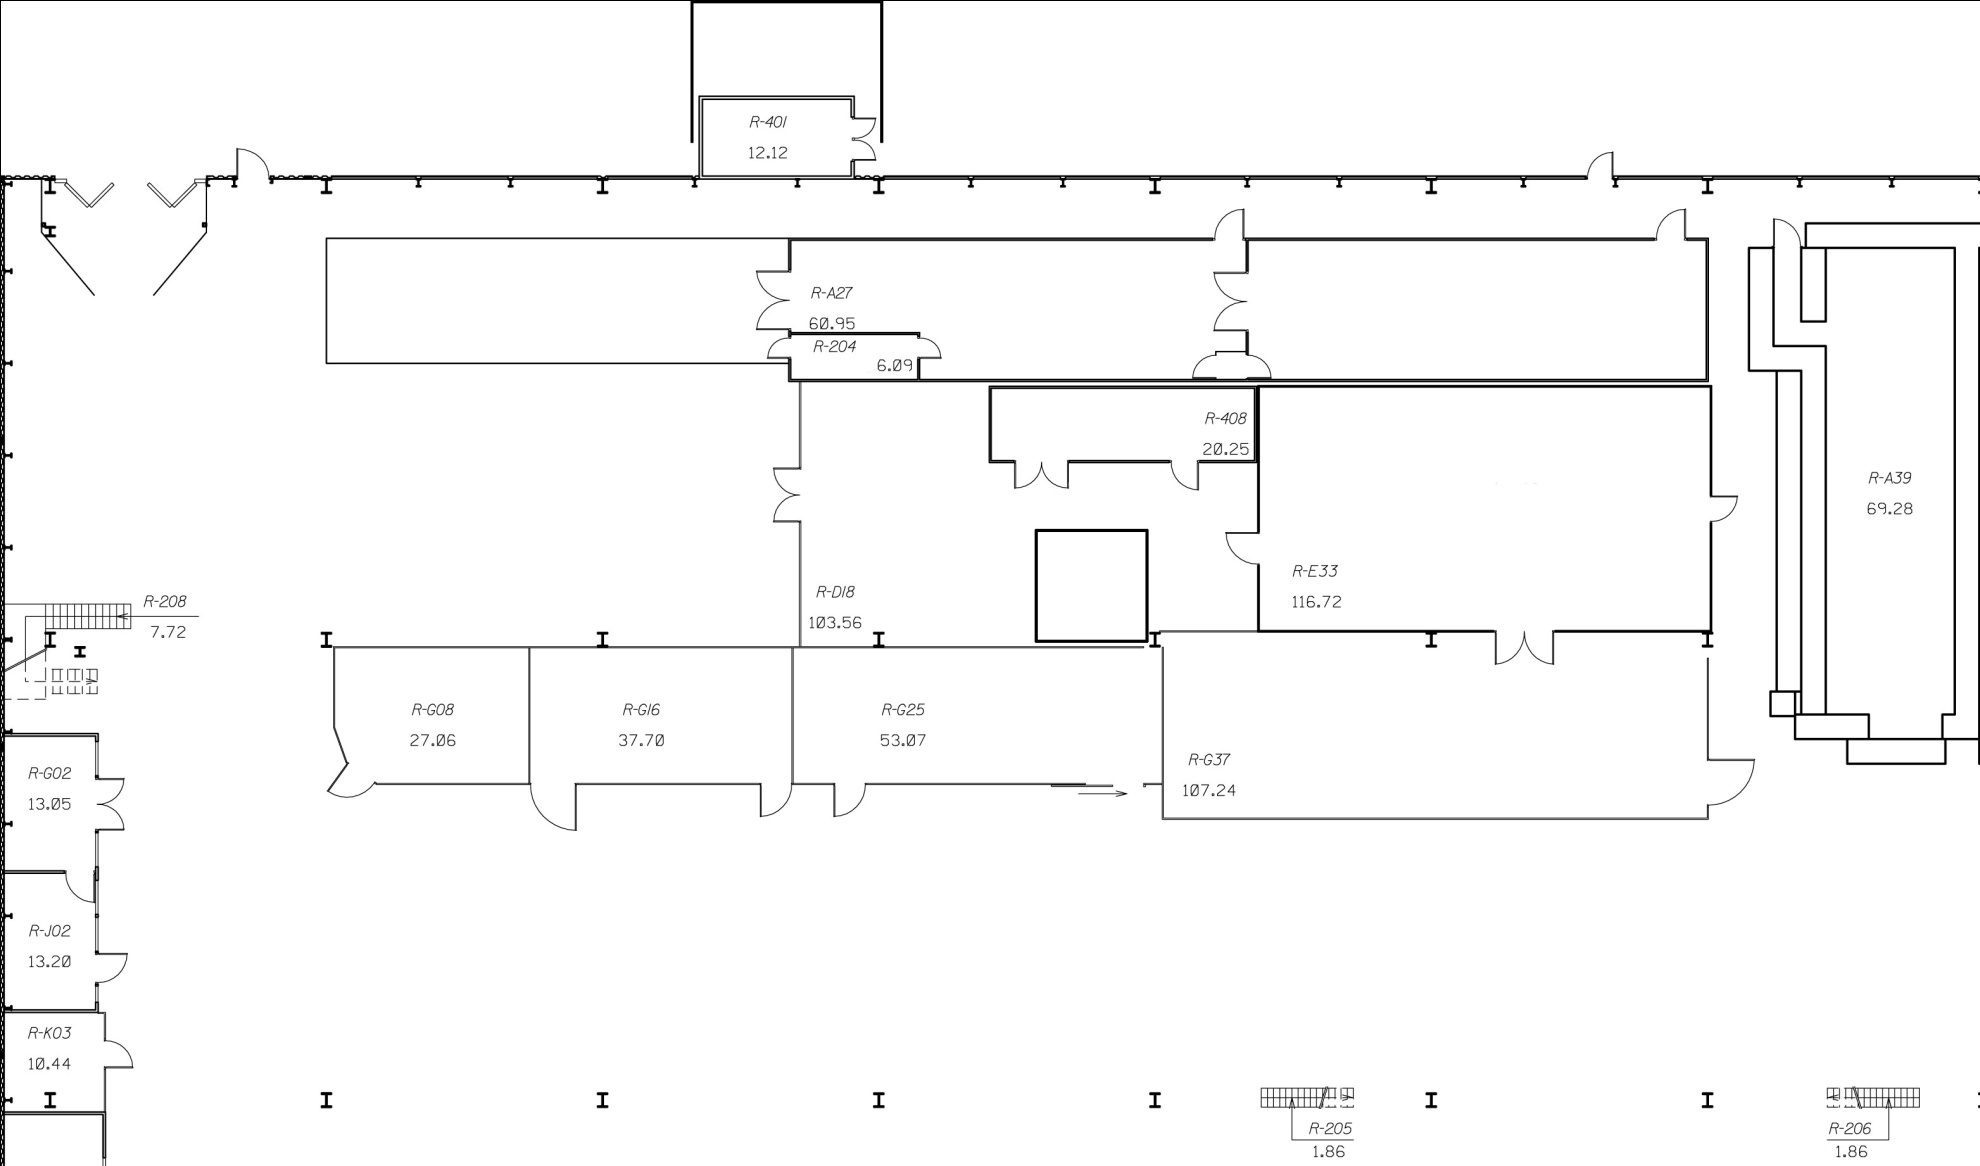 R-401
12.12
R-A27
60.95
R-204
6.09
R-408
20.25
R-A39
69.28
R-E33
116.72
R-D18
103.56
R-208
7.72
R-G08
27.06
R-G16
37.70
R-G25
53.07
R-G37
107.24
R-G02
13.05
R-J02
13.20
R-K03
10.44
R-205
1.86
R-206
1.86